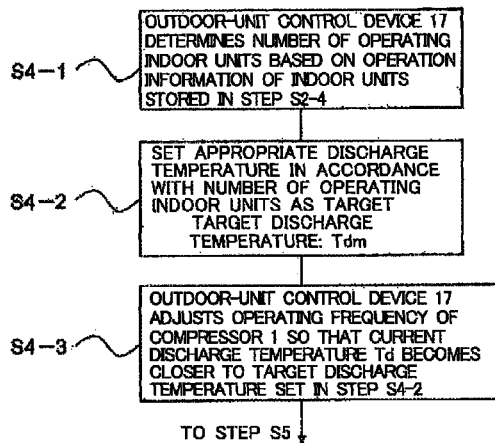 S4-1
OUTDOOR-UNIT CONTROL DEVICE 17
DETERMINES NUMBER OF OPERATING
INDOOR UNITS BASED ON OPERATION
INFORMATION OF INDOOR UNITS
STORED IN STEP S2-4
S4-2
SET APPROPRIATE DISCHARGE
TEMPERATURE IN ACCORDANCE
WITH NUMBER OF OPERATING
INDOOR UNITS AS TARGET
TARGET DISCHARGE
TEMPERATURE: Tdm
S4-3
OUTDOOR-UNIT CONTROL DEVICE 17
ADJUSTS OPERATING FREQUENCY OF
COMPRESSOR 1 SO THAT CURRENT
DISCHARGE TEMPERATURE Td BECOMES
CLOSER TO TARGET DISCHARGE
TEMPERATURE SET IN STEP S4-2
TO STEP S5